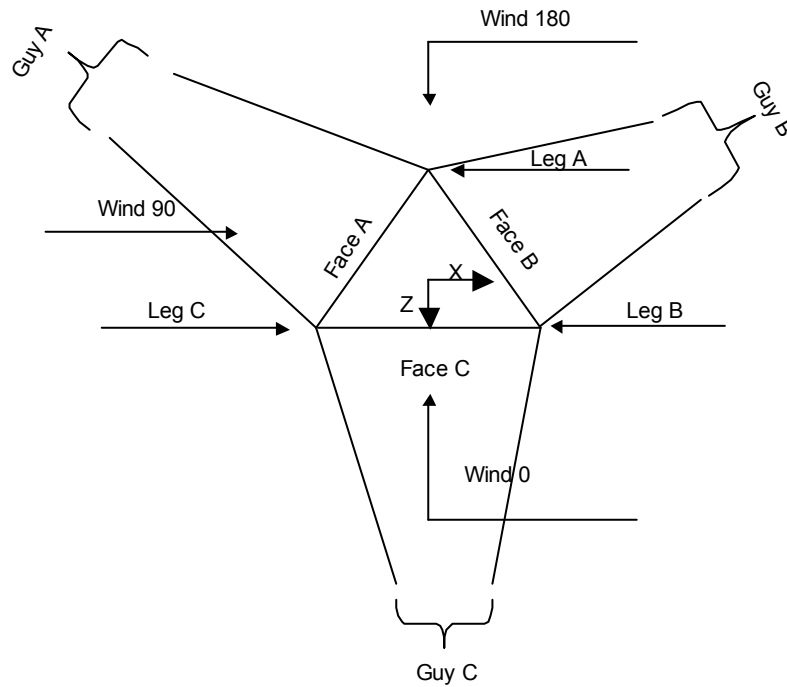 Wind 180
Guy A
Guy B
Leg A
Wind 90
Face A
Face B
X
Z
Leg C
Leg B
Face C
Wind 0
Guy C